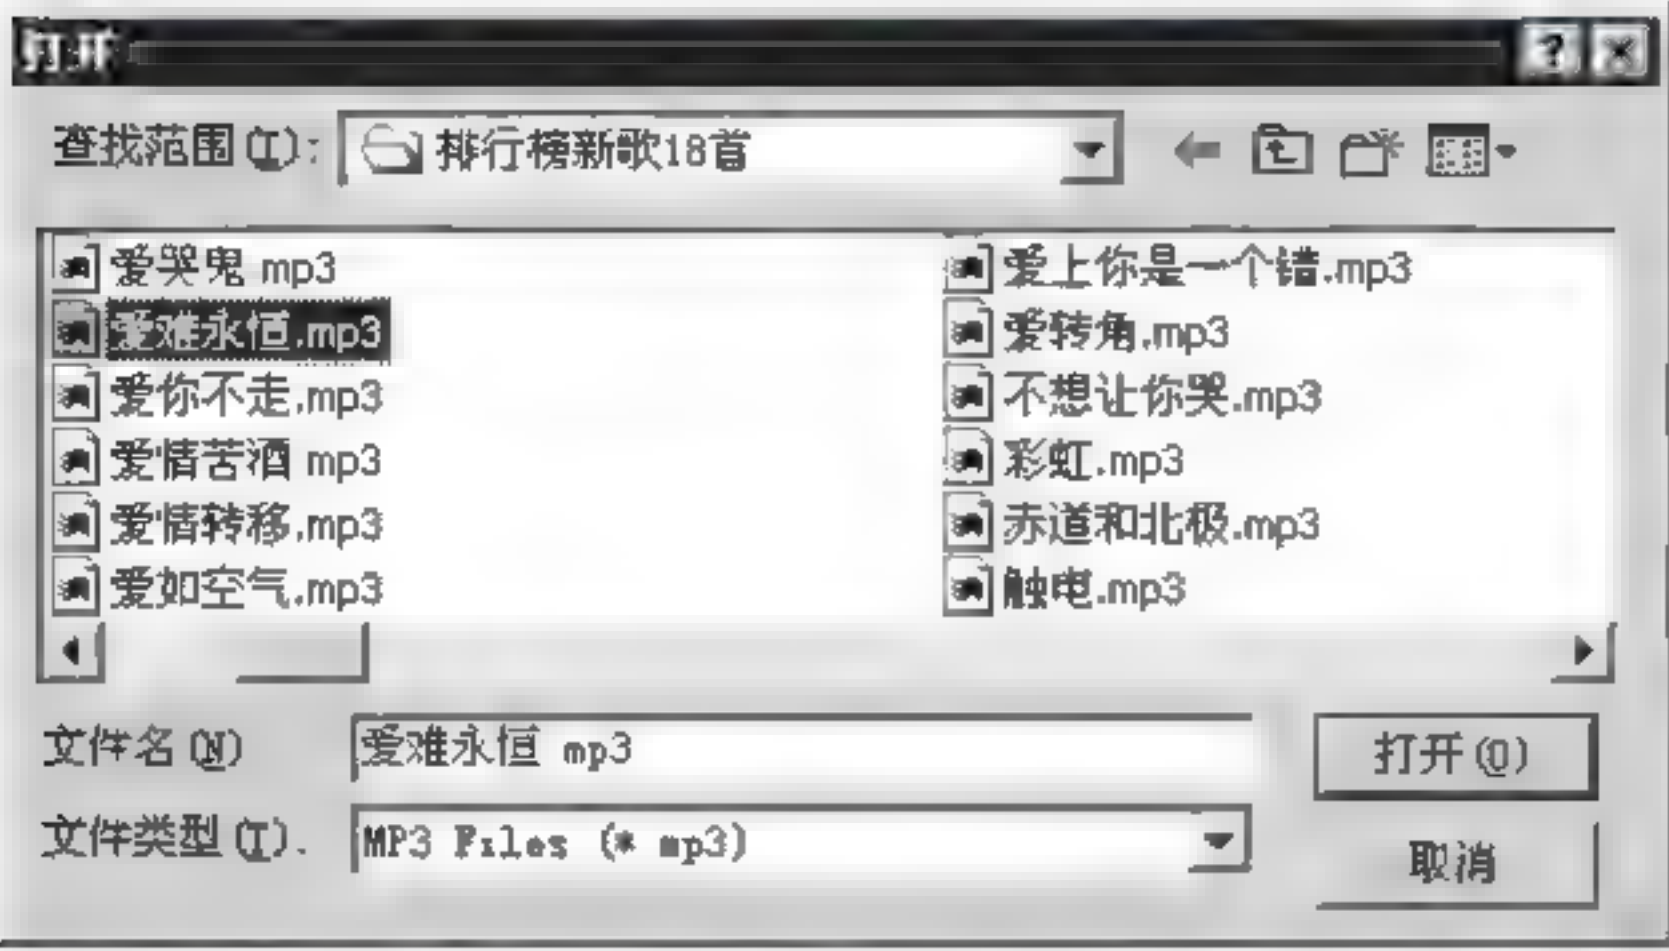 打开
查找范围(I): 排行榜新歌18首
爱哭鬼 mp3
爱难永恒.mp3
爱你不走.mp3
爱情苦酒 mp3
爱情转移.mp3
爱如空气.mp3
爱上你是一个错.mp3
爱转角.mp3
不想让你哭.mp3
彩虹.mp3
赤道和北极.mp3
触电.mp3
文件名(N) 爱难永恒 mp3 打开(O)
文件类型(T). MP3 Files (* mp3) 取消